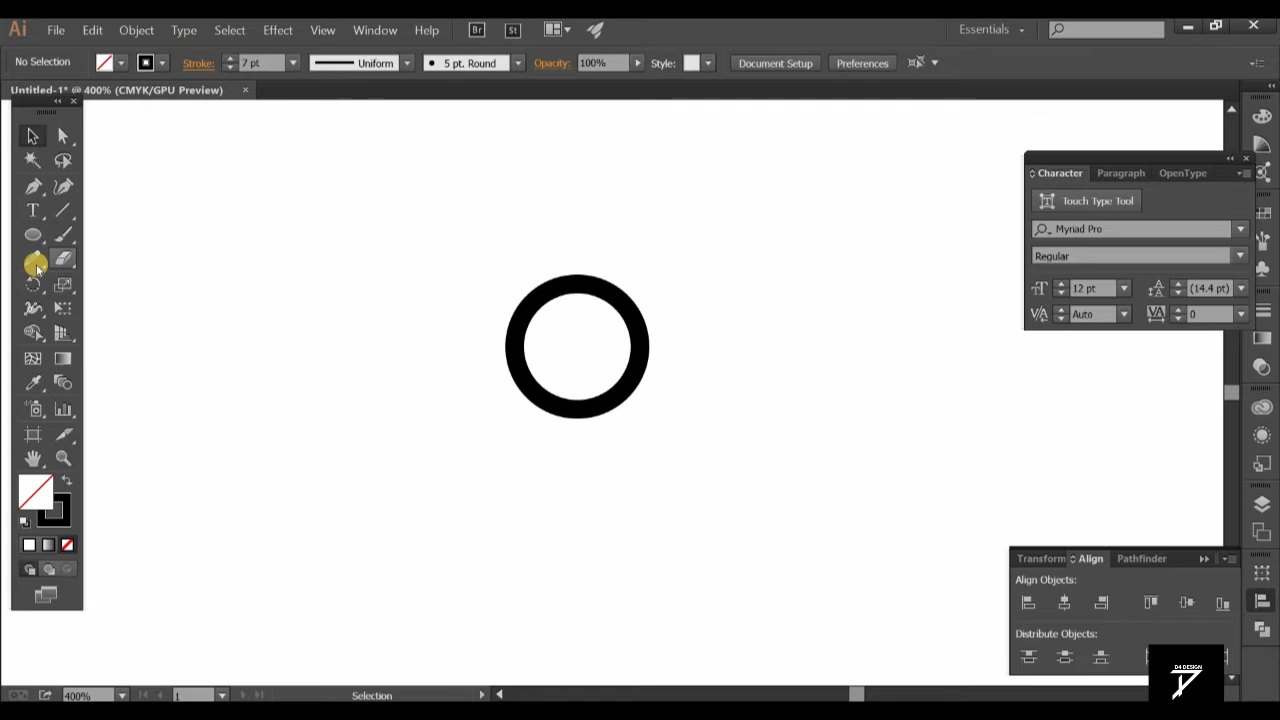 Ai File Edit Object Type Select Effect View Window Help Br St Essentials
No Selection Stroke: 7 pt Uniform 5 pt. Round Opacity: 100% Style: Document Setup Preferences
Untitled-1* @ 400% (CMYK/GPU Preview) ×
Character Paragraph OpenType
Touch Type Tool
Myriad Pro
Regular
12 pt (14.4 pt)
Auto 0
Transform Align Pathfinder
Align Objects:
Distribute Objects:
D4 DESIGN
400% 1 Selection